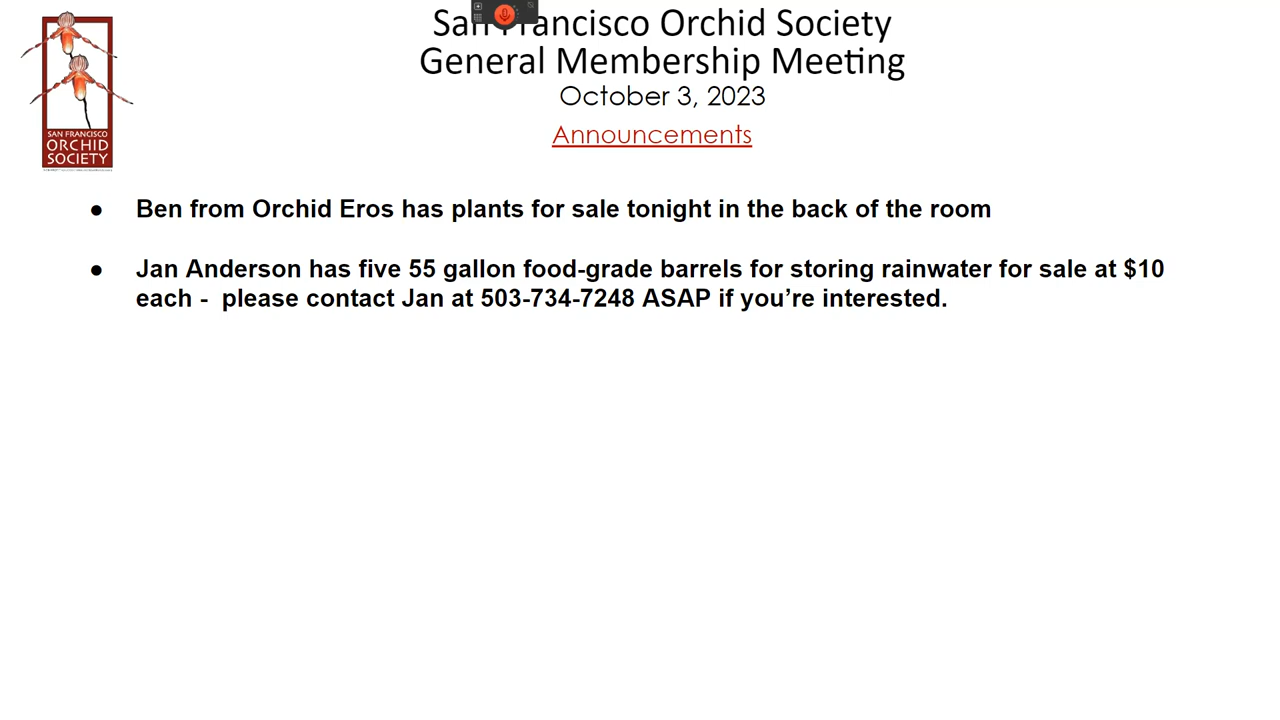 San Francisco Orchid Society
General Membership Meeting
October 3, 2023
Announcements
SAN FRANCISCO
ORCHID
SOCIETY
● Ben from Orchid Eros has plants for sale tonight in the back of the room
● Jan Anderson has five 55 gallon food-grade barrels for storing rainwater for sale at $10
each - please contact Jan at 503-734-7248 ASAP if you’re interested.